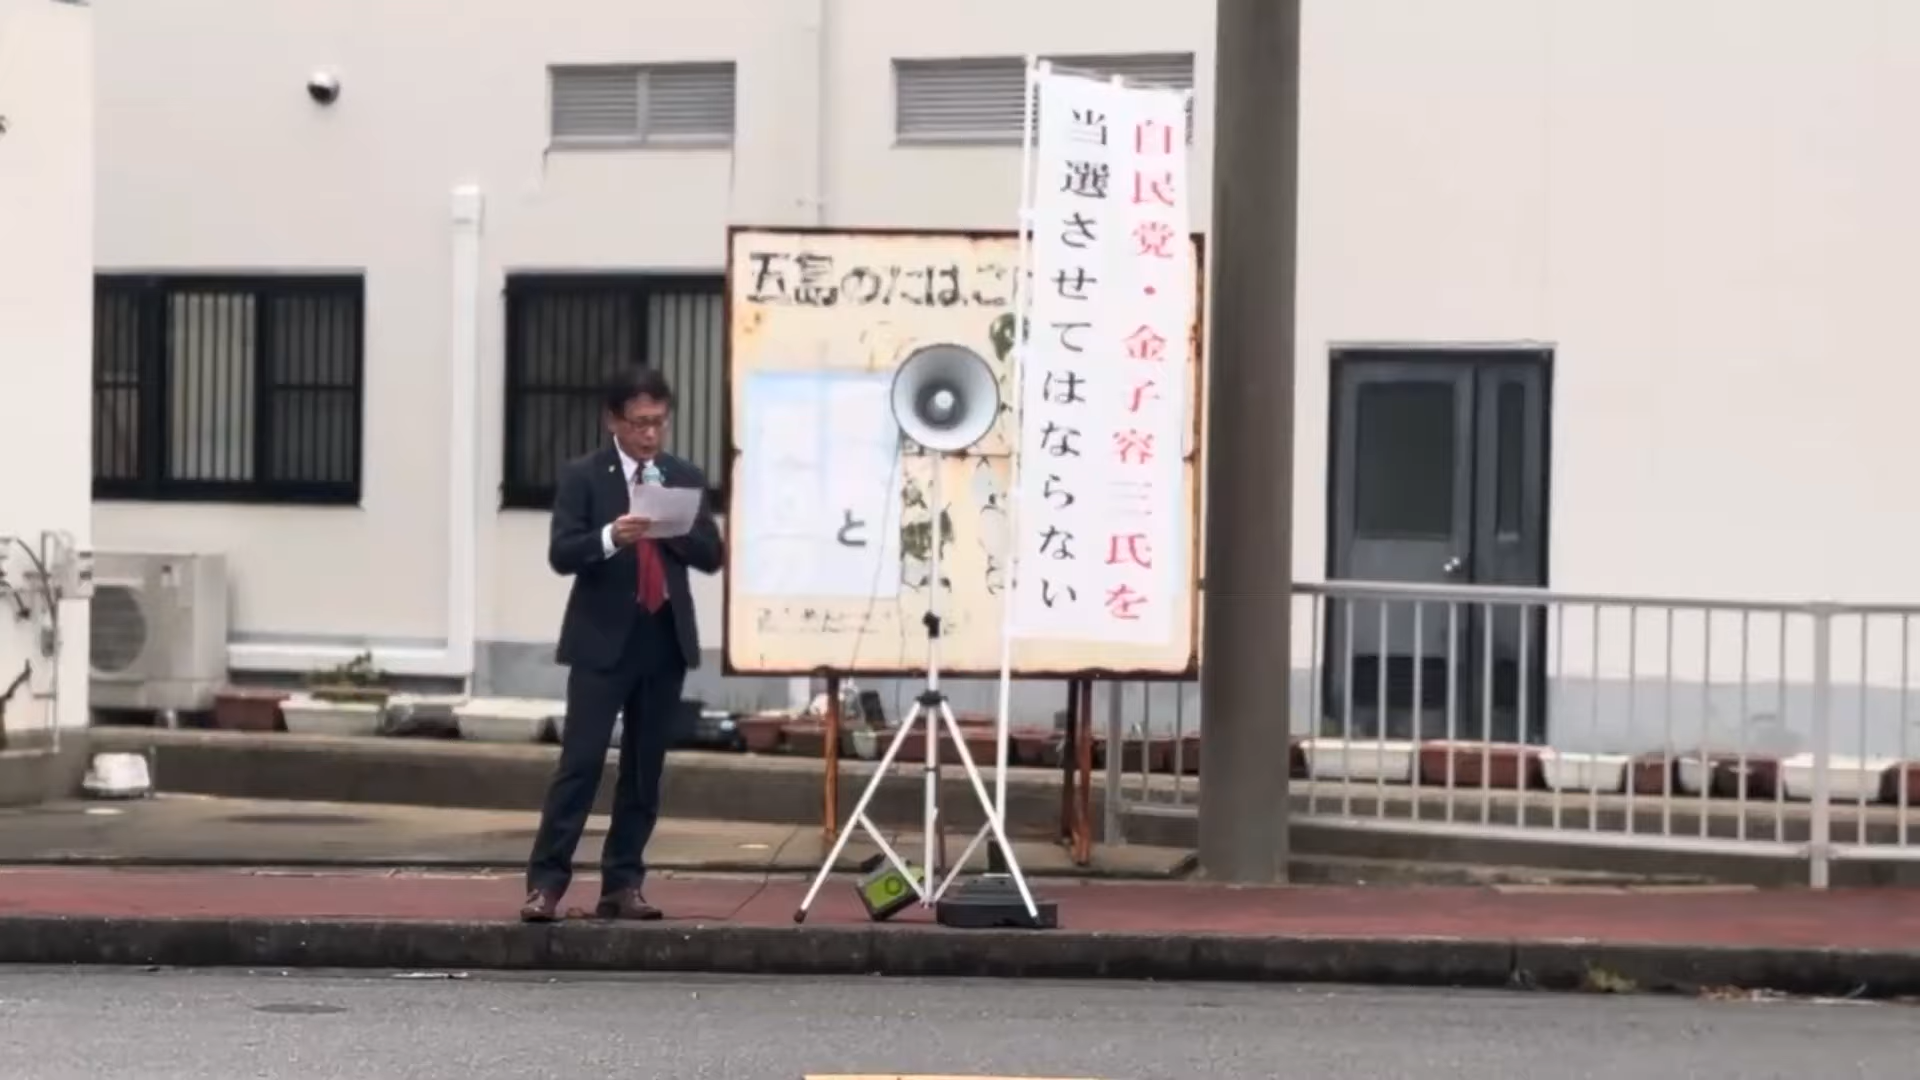 自民党・金子容三氏を
当選させてはならない
五島のたはこ
と